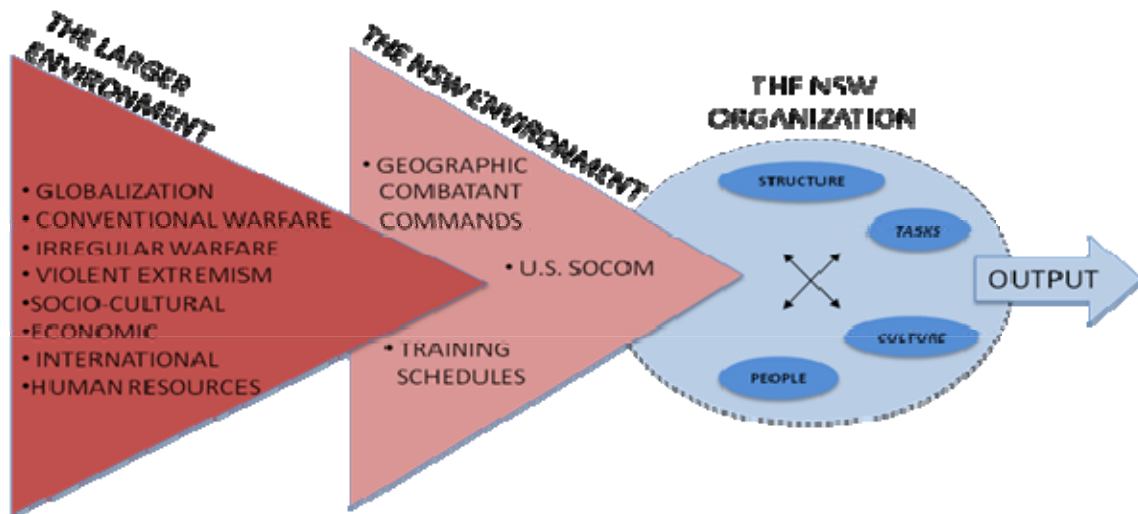 THE LARGER
ENVIRONMENT
• GLOBALIZATION
• CONVENTIONAL WARFARE
• IRREGULAR WARFARE
• VIOLENT EXTREMISM
•SOCIO-CULTURAL
•ECONOMIC
• INTERNATIONAL
•HUMAN RESOURCES
THE NSW ENVIRONMENT
• GEOGRAPHIC
COMBATANT
COMMANDS
• U.S. SOCOM
• TRAINING
SCHEDULES
THE NSW
ORGANIZATION
STRUCTURE
TASKS
CULTURE
PEOPLE
OUTPUT